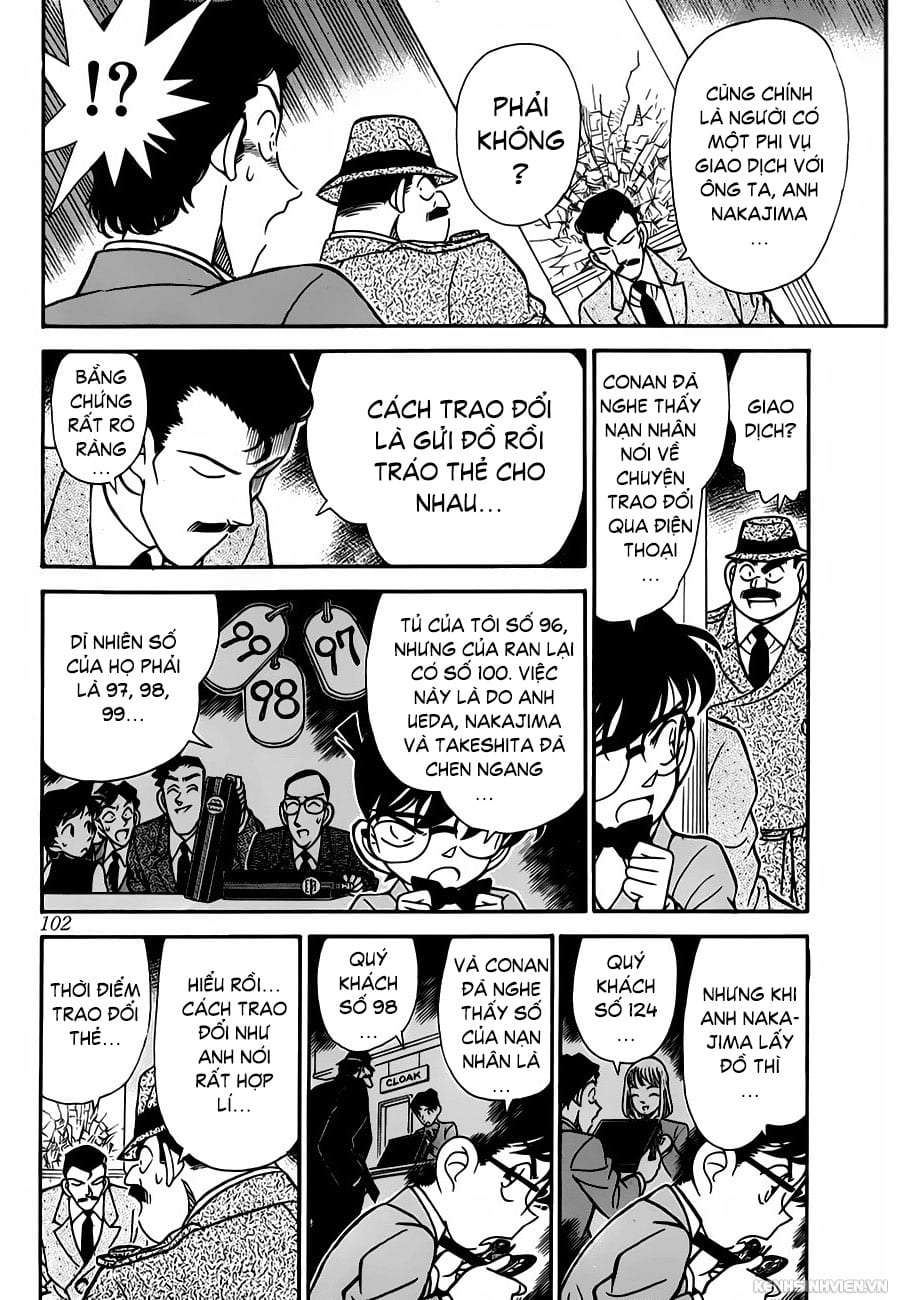 CŨNG CHÍNH
LÀ NGƯỜI CÓ
MỘT PHI VỤ
GIAO DỊCH VỚI
ÔNG TA, ANH
NAKAJIMA
...
PHẢI
KHÔNG
?
!?
GIAO
DỊCH?
CONAN ĐÃ
NGHE THẤY
NẠN NHÂN
NÓI VỀ
CHUYỆN
TRAO ĐỔI
QUA ĐIỆN
THOẠI
...
CÁCH TRAO ĐỔI
LÀ GỬI ĐỒ RỒI
TRÁO THẺ CHO
NHAU...
BẰNG
CHỨNG
RẤT RÕ
RÀNG
...
TỦ CỦA TÔI SỐ 96,
NHƯNG CỦA RAN LẠI
CÓ SỐ 100. VIỆC
NÀY LÀ DO ANH
UEDA, NAKAJIMA
VÀ TAKESHITA ĐÃ
CHEN NGANG
...
99
98
97
DĨ NHIÊN SỐ
CỦA HỌ PHẢI
LÀ 97, 98,
99...
102
NHƯNG KHI
ANH NAKA-
JIMA LẤY
ĐỒ THÌ
QUÝ
KHÁCH
SỐ 124
...
VÀ CONAN
ĐÃ NGHE
THẤY SỐ
CỦA NẠN
NHÂN LÀ
...
QUÝ
KHÁCH
SỐ 98
...
CLOAK
HIỂU RỒI...
CÁCH TRAO
ĐỔI NHƯ
ANH NÓI
RẤT HỢP
LÍ...
THỜI ĐIỂM
TRAO ĐỔI
THẺ...
KENHSINHVIEN.VN